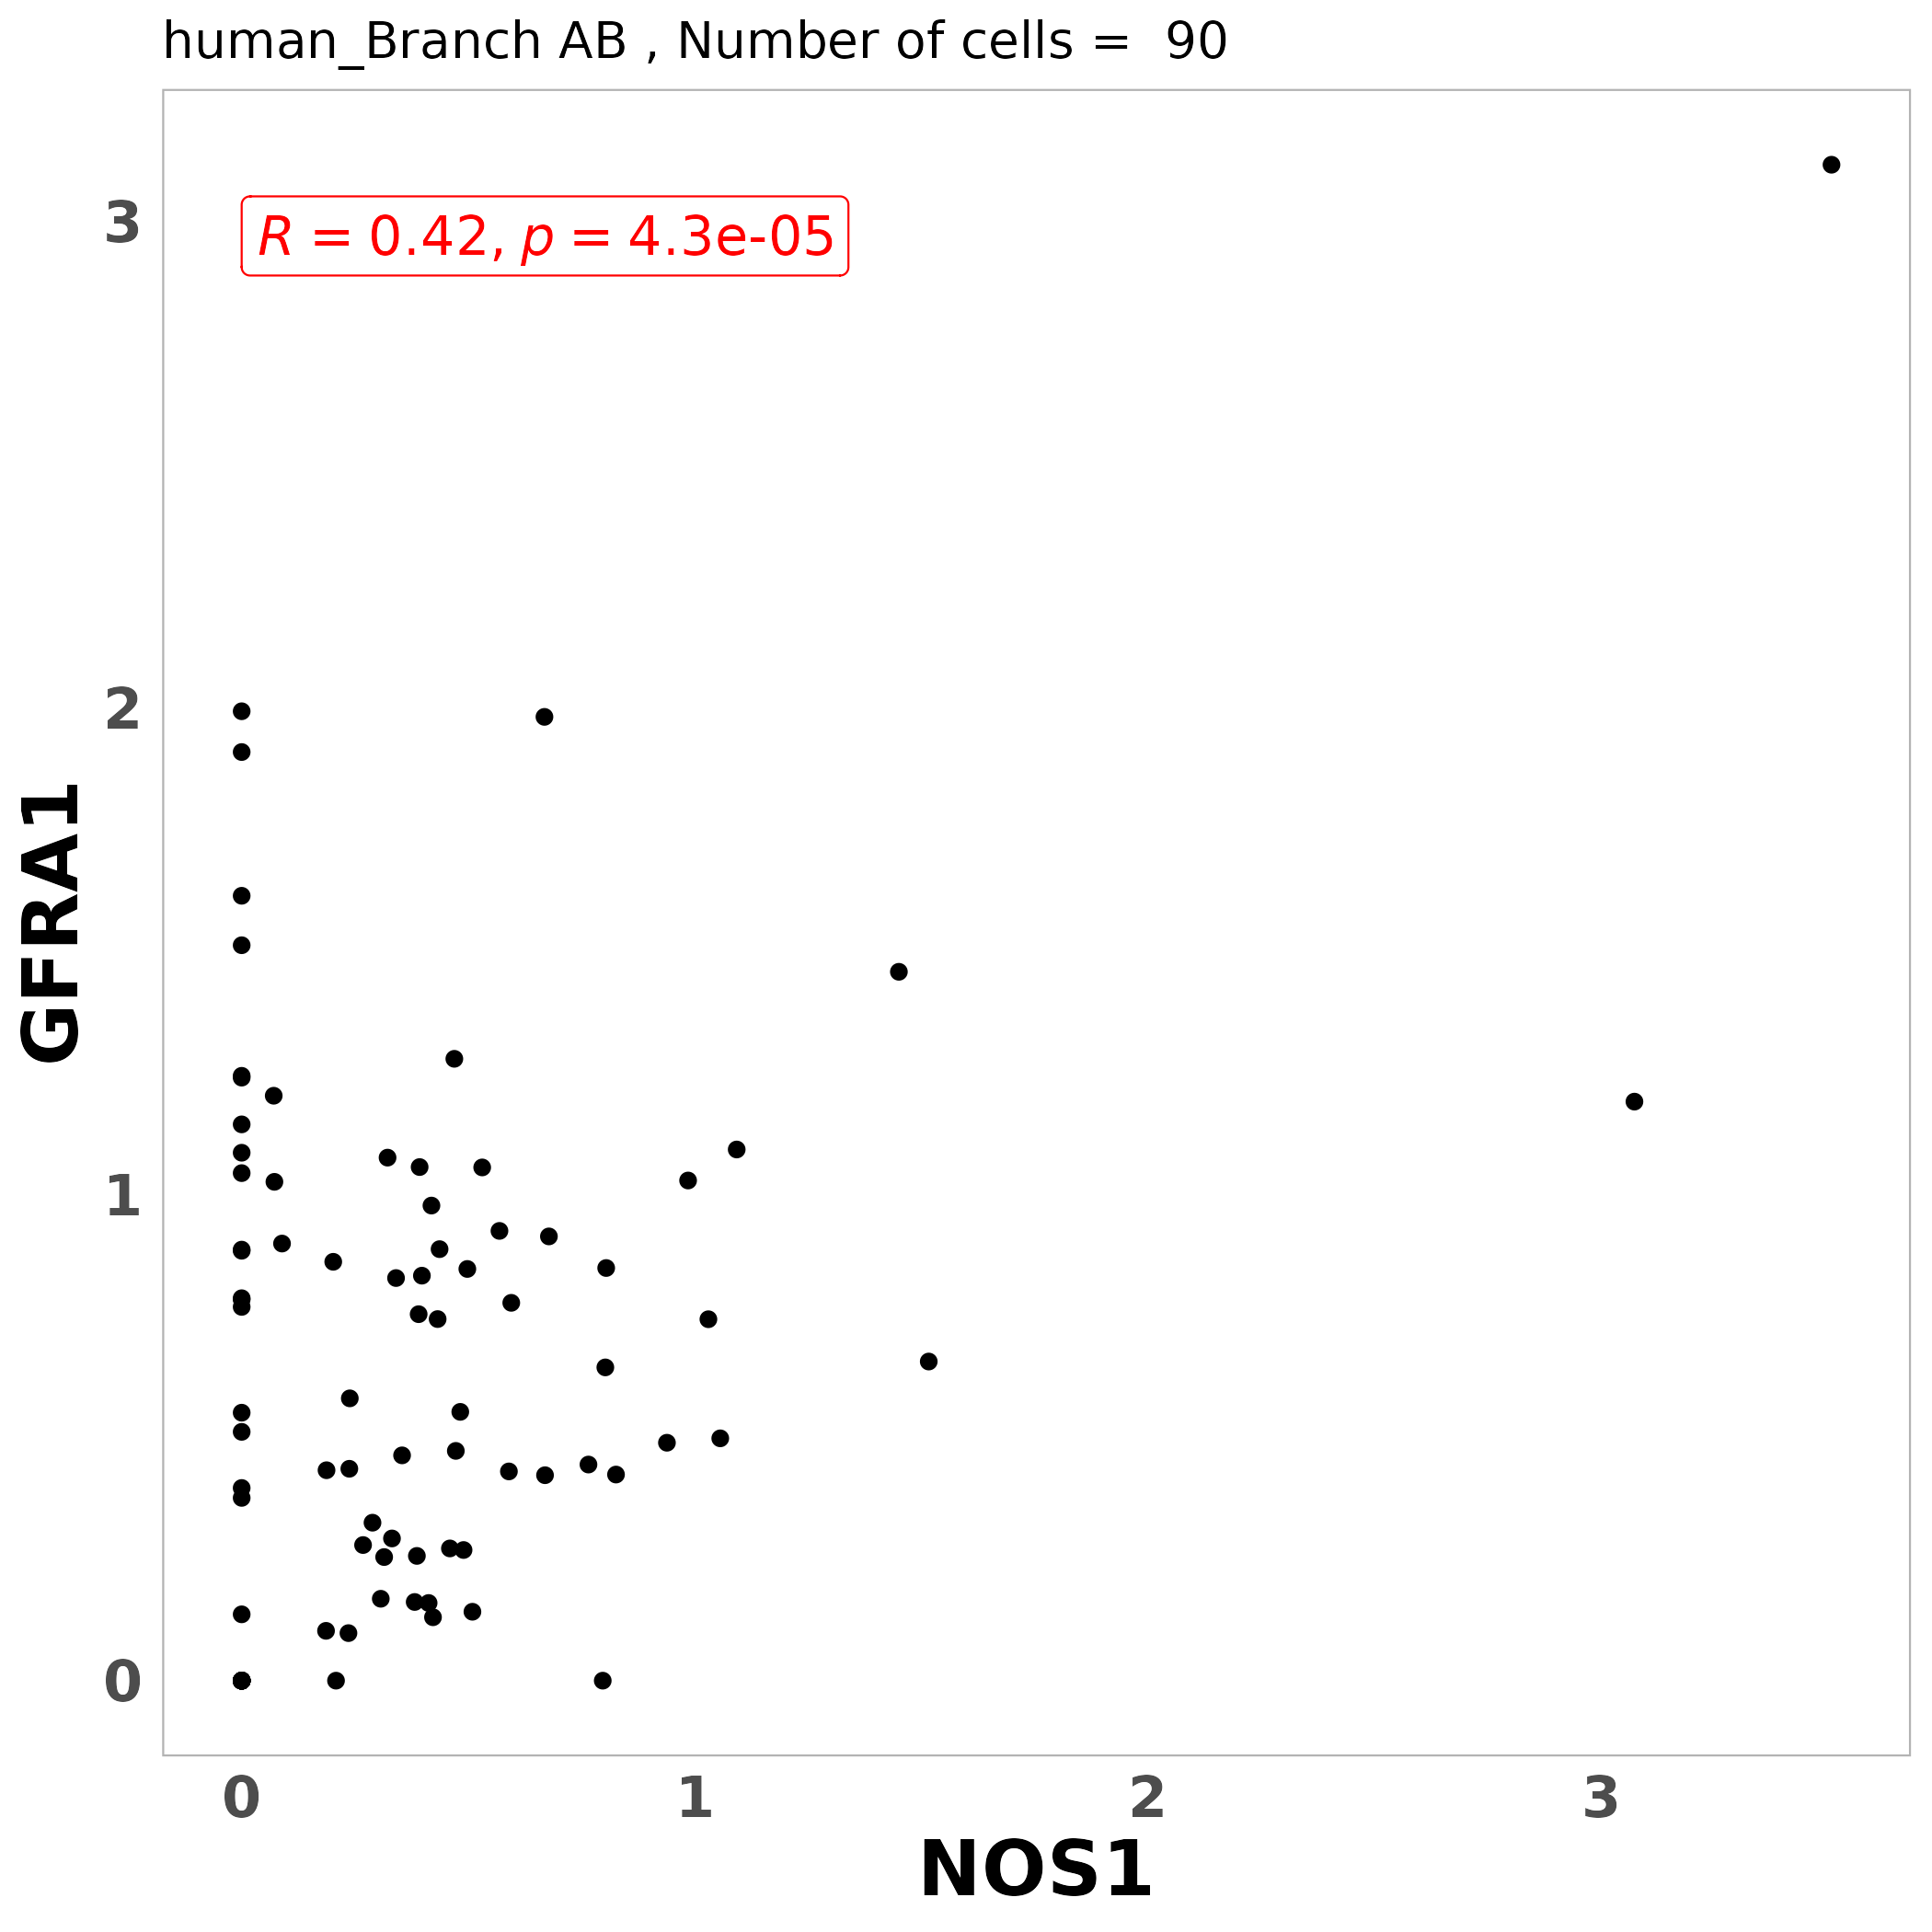 human_Branch AB , Number of cells =  90
R = 0.42, p = 4.3e-05
3
2
1
0
GFRA1
0 1 2 3
NOS1